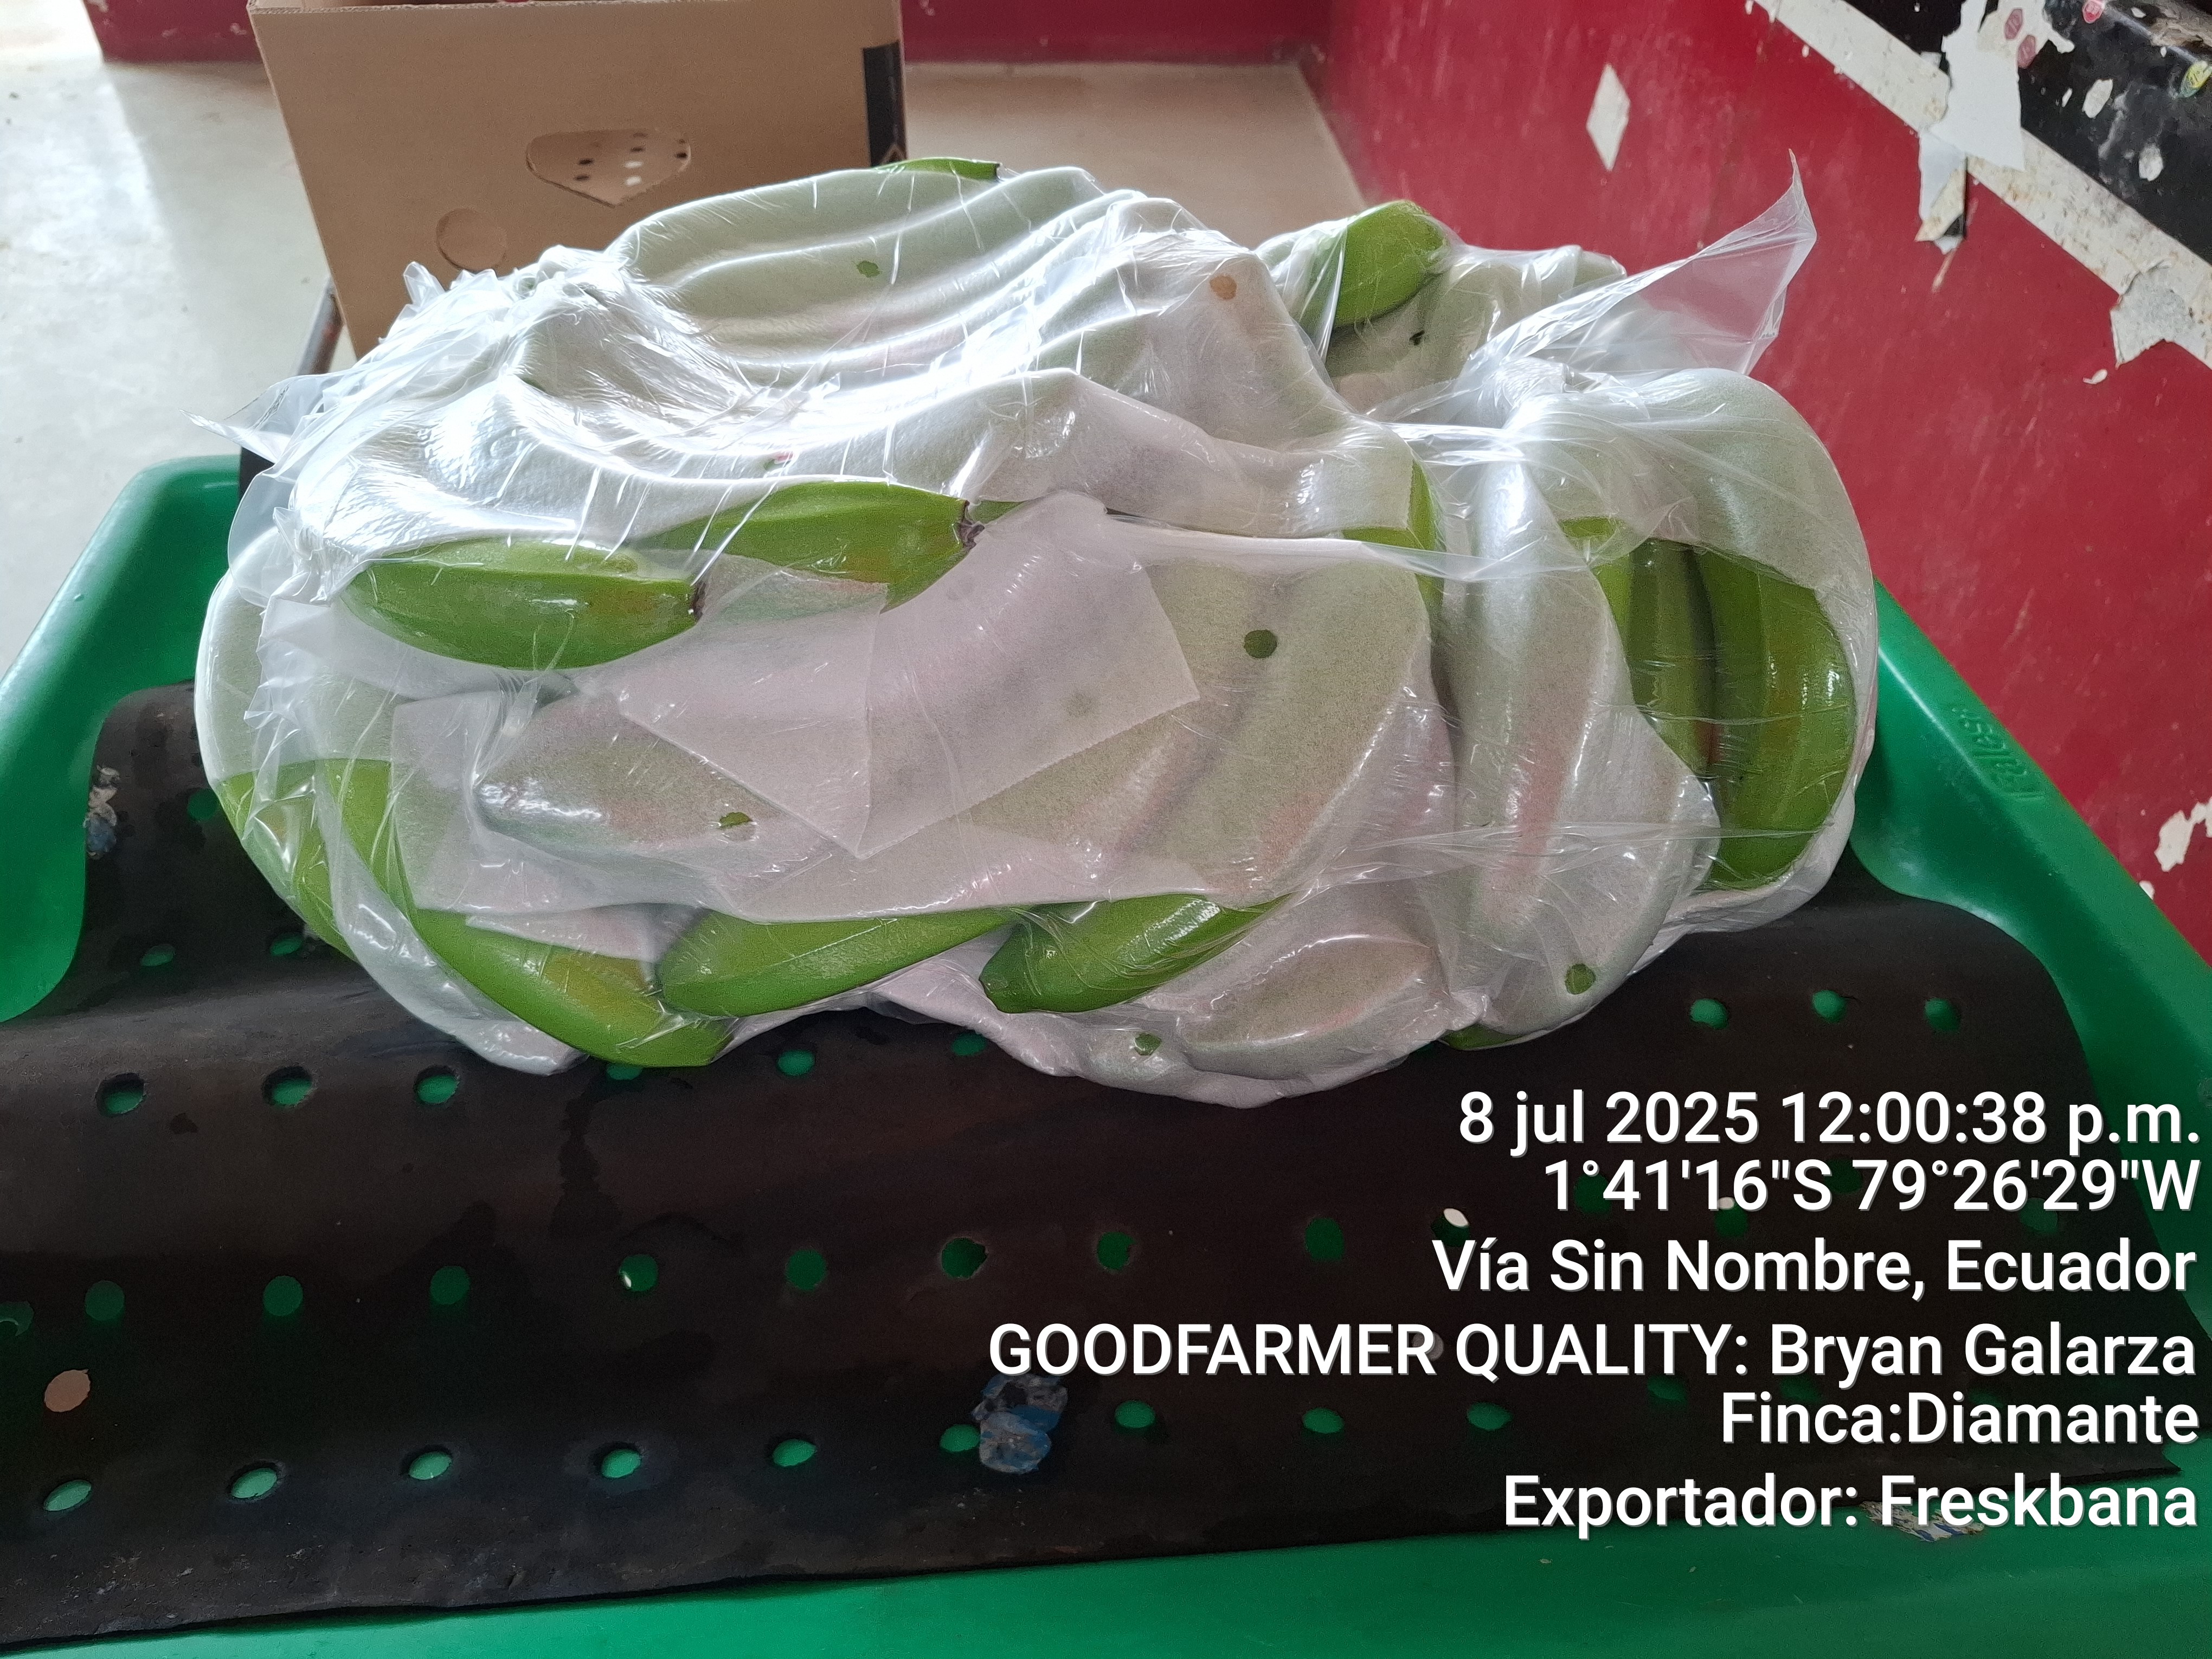 8 jul 2025 12:00:38 p.m.
1°41'16"S 79°26'29"W
Vía Sin Nombre, Ecuador
GOODFARMER QUALITY: Bryan Galarza
Finca:Diamante
Exportador: Freskbana